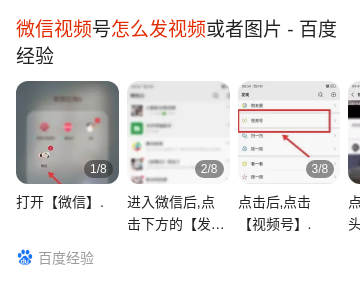 微信视频号怎么发视频或者图片 - 百度
经验
1/8
2/8
3/8
打开【微信】.
进入微信后,点
击下方的【发...
点击后,点击
【视频号】.
点
头
百度经验